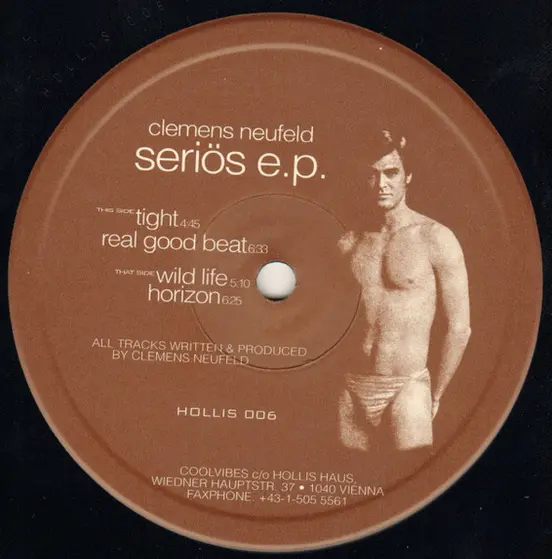 clemens neufeld
seriös e.p.
THIS SIDE tight 4:45
real good beat 6:33
THAT SIDE wild life 5:10
horizon 6:25
ALL TRACKS WRITTEN & PRODUCED
BY CLEMENS NEUFELD
HOLLIS 006
COOLVIBES c/o HOLLIS HAUS,
WIEDNER HAUPTSTR. 37 • 1040 VIENNA
FAXPHONE: +43-1-505 5561